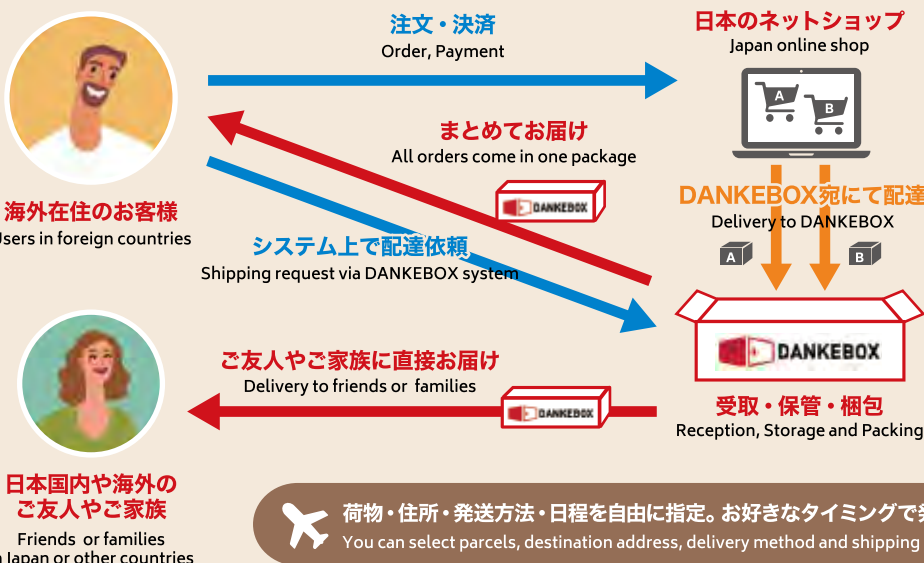 注文・決済
Order, Payment
日本のネットショップ
Japan online shop
A
B
まとめてお届け
All orders come in one package
DANKEBOX
海外在住のお客様
Users in foreign countries
DANKEBOX宛にて配達
Delivery to DANKEBOX
A
B
システム上で配達依頼
Shipping request via DANKEBOX system
DANKEBOX
ご友人やご家族に直接お届け
Delivery to friends or families
DANKEBOX
受取・保管・梱包
Reception, Storage and Packing
日本国内や海外の
ご友人やご家族
Friends or families
Japan or other countries
荷物・住所・発送方法・日程を自由に指定。お好きなタイミングで
You can select parcels, destination address, delivery method and shipping